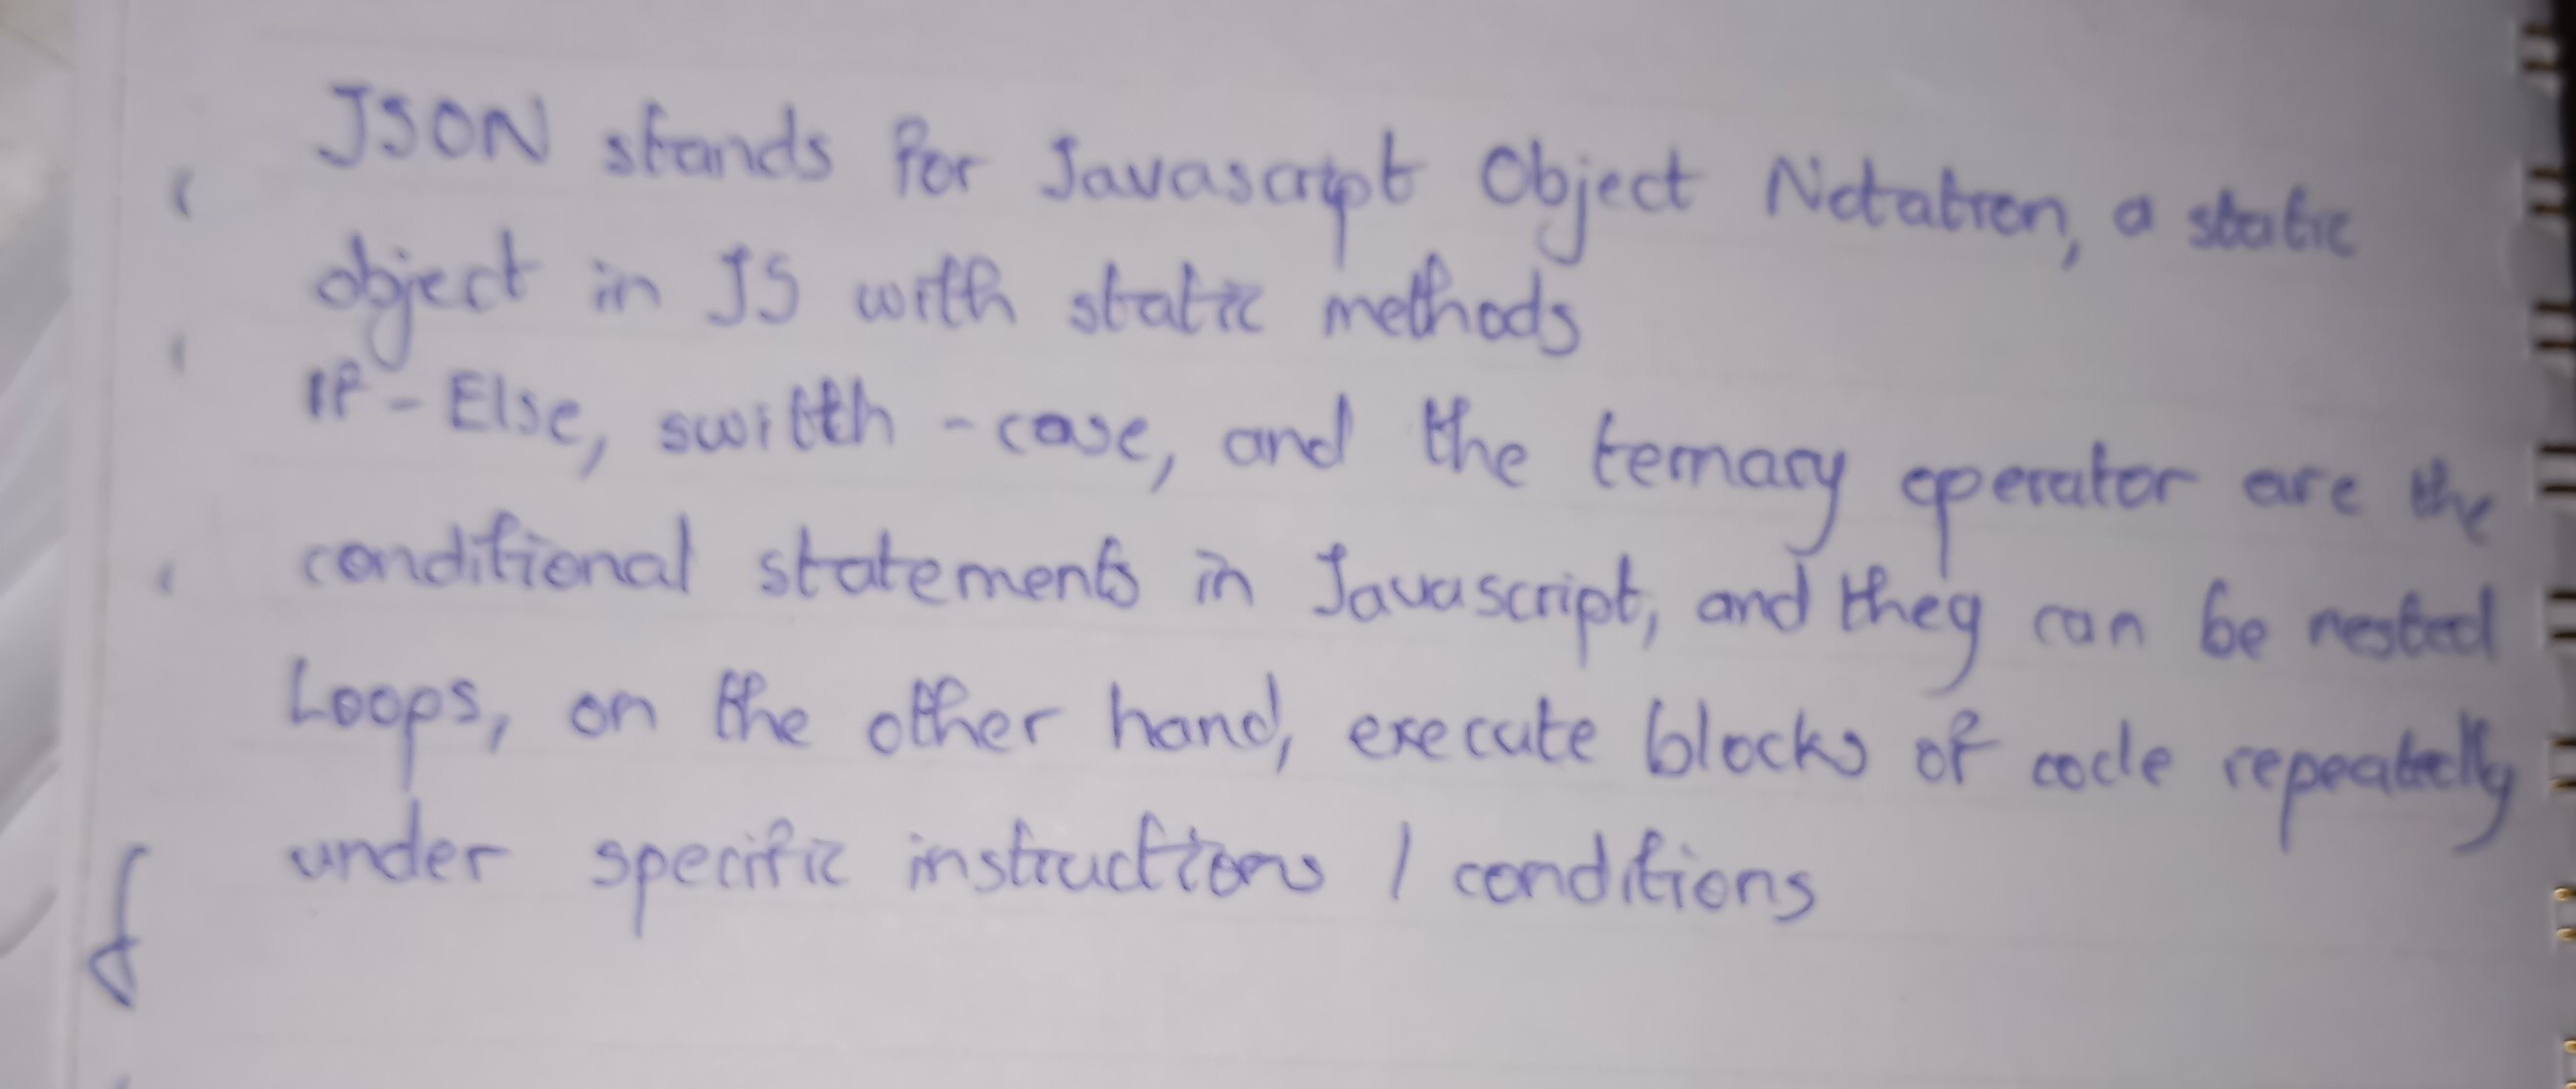 JSON stands for Javascript Object Notation, a static
object in JS with static methods
If - Else, switth - case, and the ternary operator are the
conditional statements in Javascript, and they can be nested
Loops, on the other hand, execute blocks of code repeatedly
under specific instructions / conditions